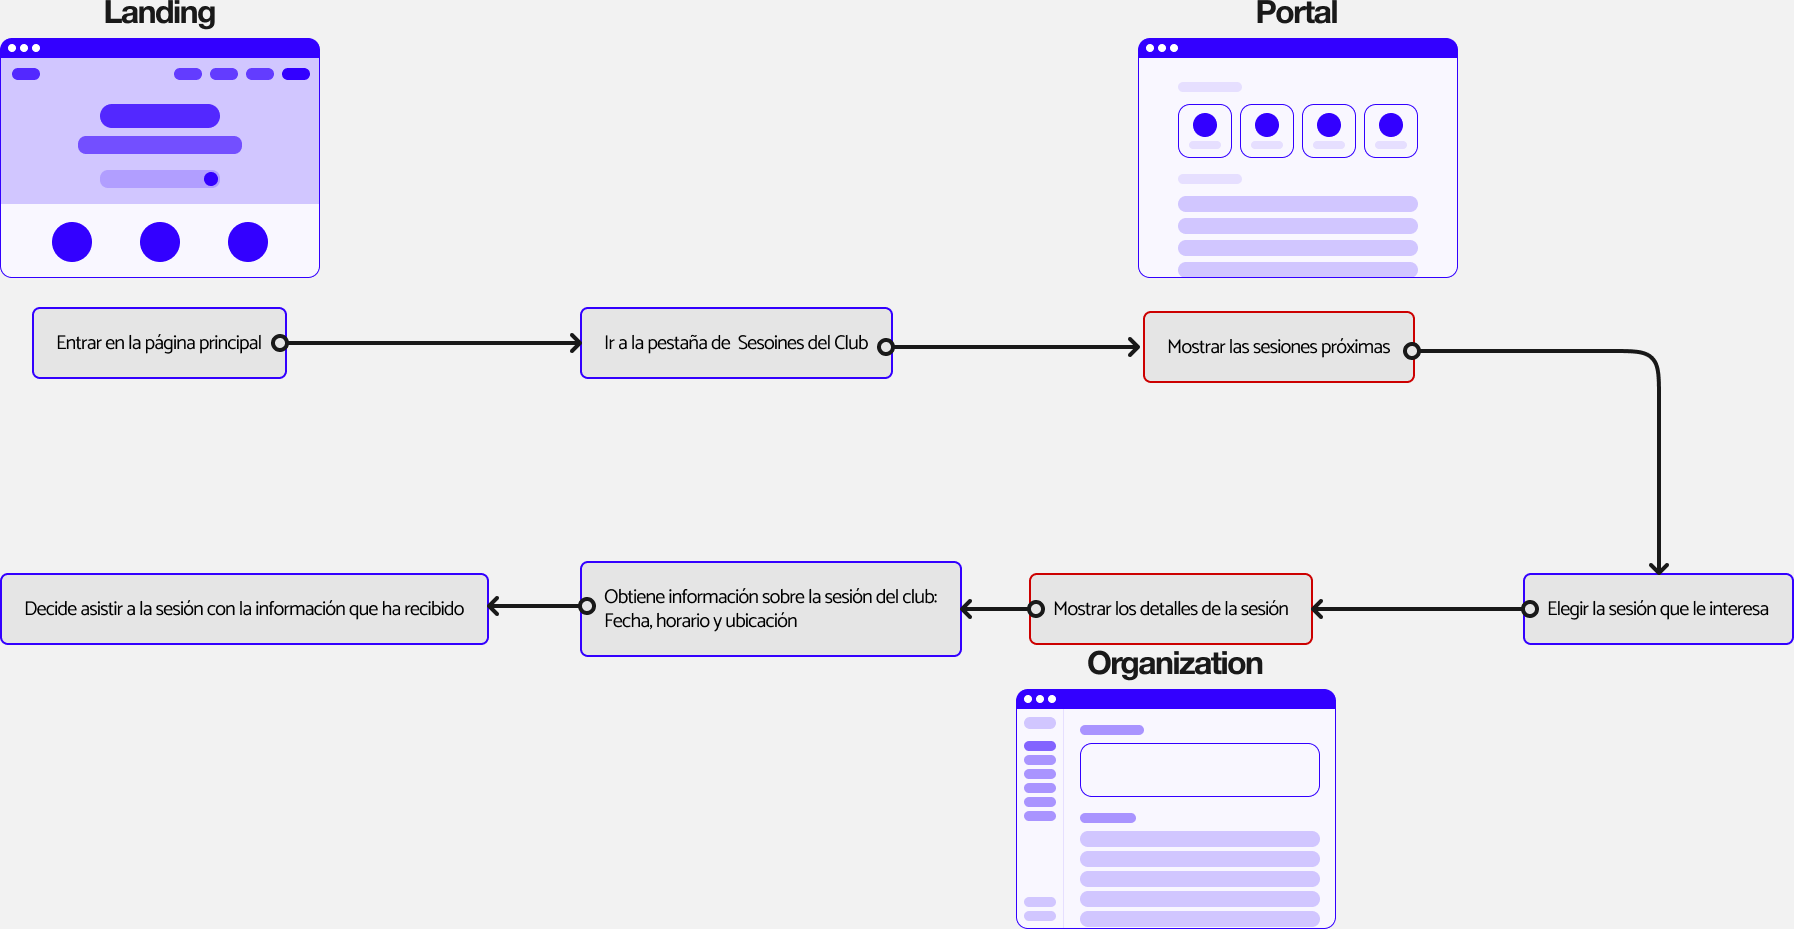 Landing
Portal
Entrar en la página principal
Ir a la pestaña de  Sesoines del Club
Mostrar las sesiones próximas
Decide asistir a la sesión con la información que ha recibido
Obtiene información sobre la sesión del club:
Fecha, horario y ubicación
Mostrar los detalles de la sesión
Elegir la sesión que le interesa
Organization